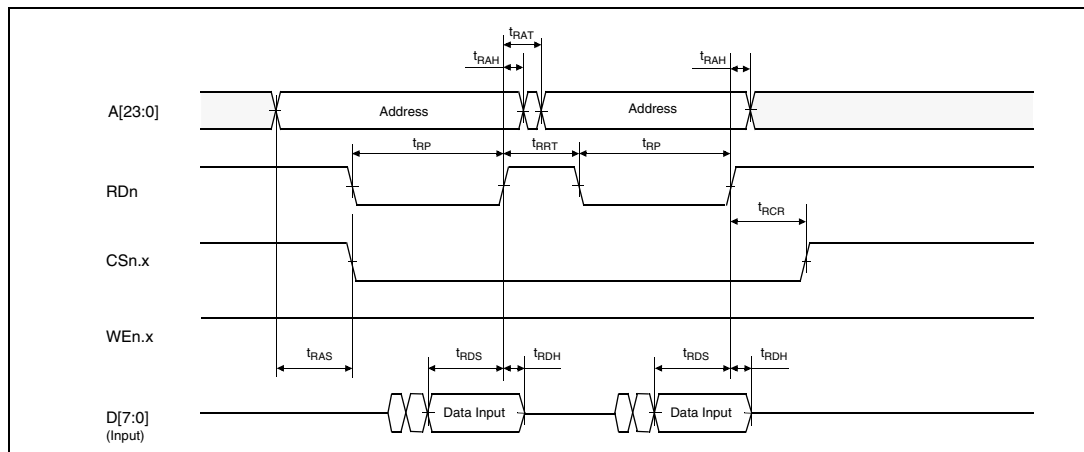 tRAT
tRAH
tRAH
A[23:0]
Address
Address
tRP
tRRT
tRP
RDn
tRCR
CSn.x
WEn.x
tRAS
tRDS
tRDH
tRDS
tRDH
D[7:0]
(Input)
Data Input
Data Input